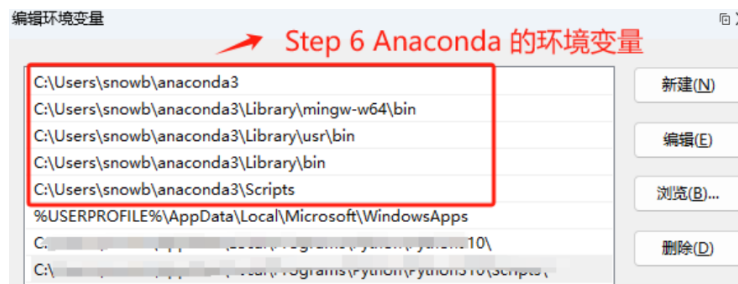 编辑环境变量
Step 6 Anaconda 的环境变量
C:\Users\snowb\anaconda3
新建(N)
C:\Users\snowb\anaconda3\Library\mingw-w64\bin
C:\Users\snowb\anaconda3\Library\usr\bin
编辑(E)
C:\Users\snowb\anaconda3\Library\bin
C:\Users\snowb\anaconda3\Scripts
浏览(B)...
%USERPROFILE%\AppData\Local\Microsoft\WindowsApps
删除(D)